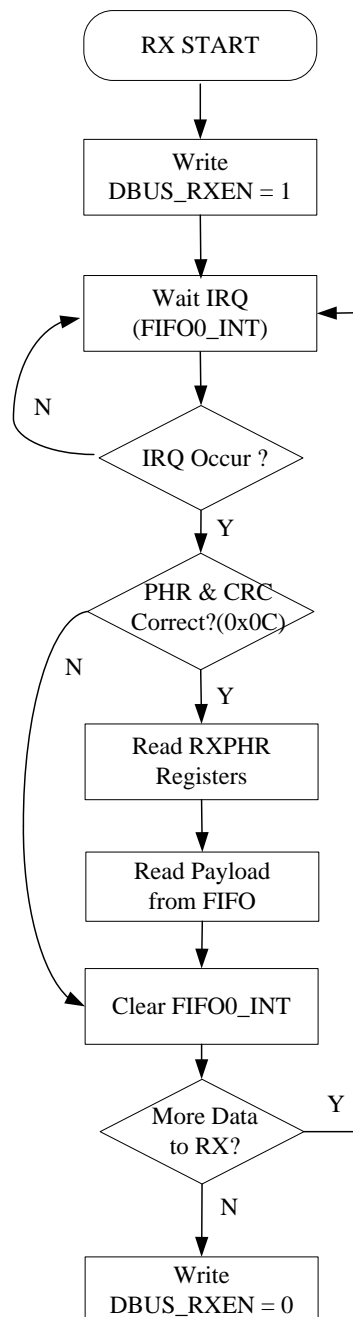 RX START
Write
DBUS_RXEN = 1
Wait IRQ
(FIFO0_INT)
N
IRQ Occur ?
Y
PHR & CRC
Correct?(0x0C)
N
Y
Read RXPHR
Registers
Read Payload
from FIFO
Clear FIFO0_INT
More Data
to RX?
Y
N
Write
DBUS_RXEN = 0